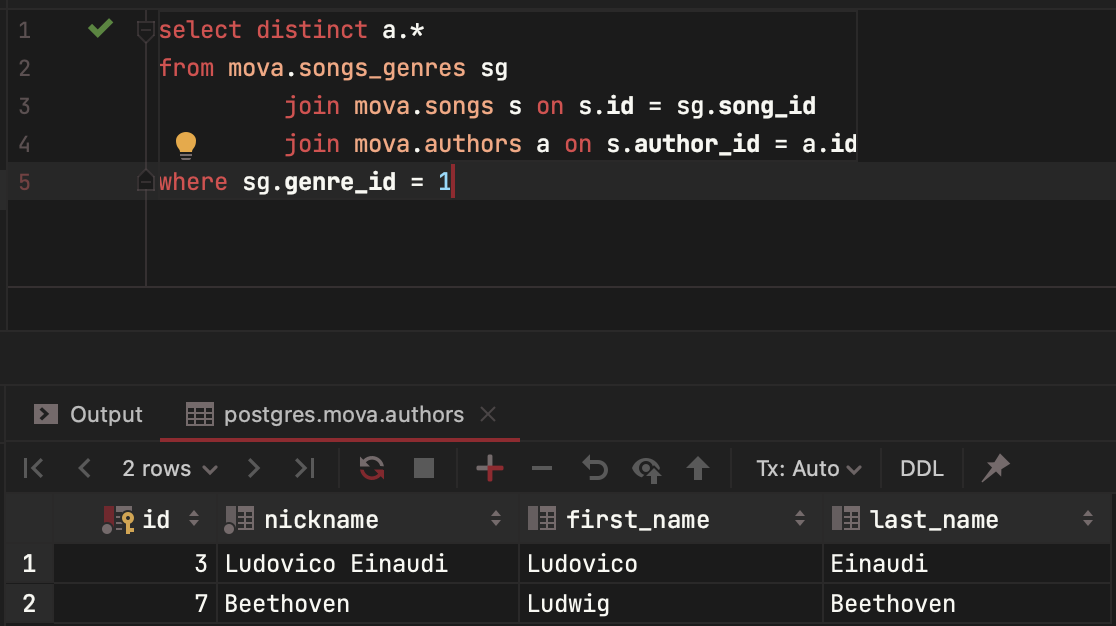 1 select distinct a.*
2 from mova.songs_genres sg
3 join mova.songs s on s.id = sg.song_id
4 join mova.authors a on s.author_id = a.id
5 where sg.genre_id = 1
Output postgres.mova.authors
2 rows Tx: Auto DDL
id nickname first_name last_name
1 3 Ludovico Einaudi Ludovico Einaudi
2 7 Beethoven Ludwig Beethoven